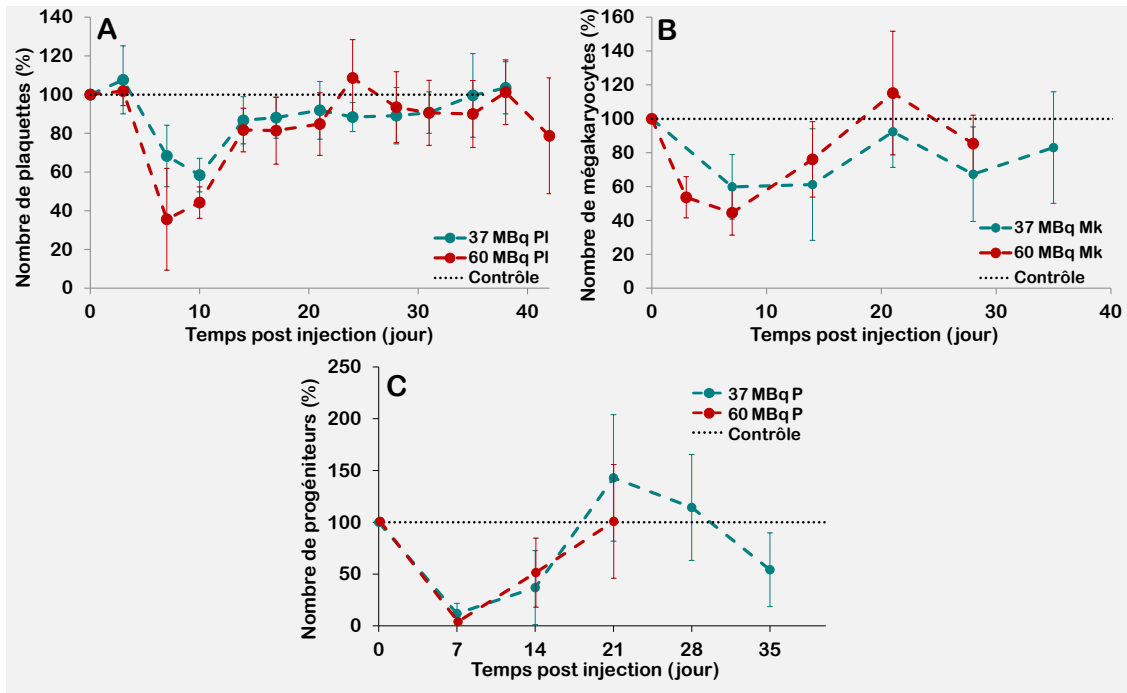 A
Nombre de plaquettes (%)
140
120
100
80
60
40
20
0
37 MBq Pl
60 MBq Pl
Contrôle
0 10 20 30 40
Temps post injection (jour)
B
Nombre de mégakaryocytes (%)
160
140
120
100
80
60
40
20
0
37 MBq Mk
60 MBq Mk
Contrôle
0 10 20 30 40
Temps post injection (jour)
C
Nombre de progéniteurs (%)
250
200
150
100
50
0
37 MBq P
60 MBq P
Contrôle
0 7 14 21 28 35
Temps post injection (jour)